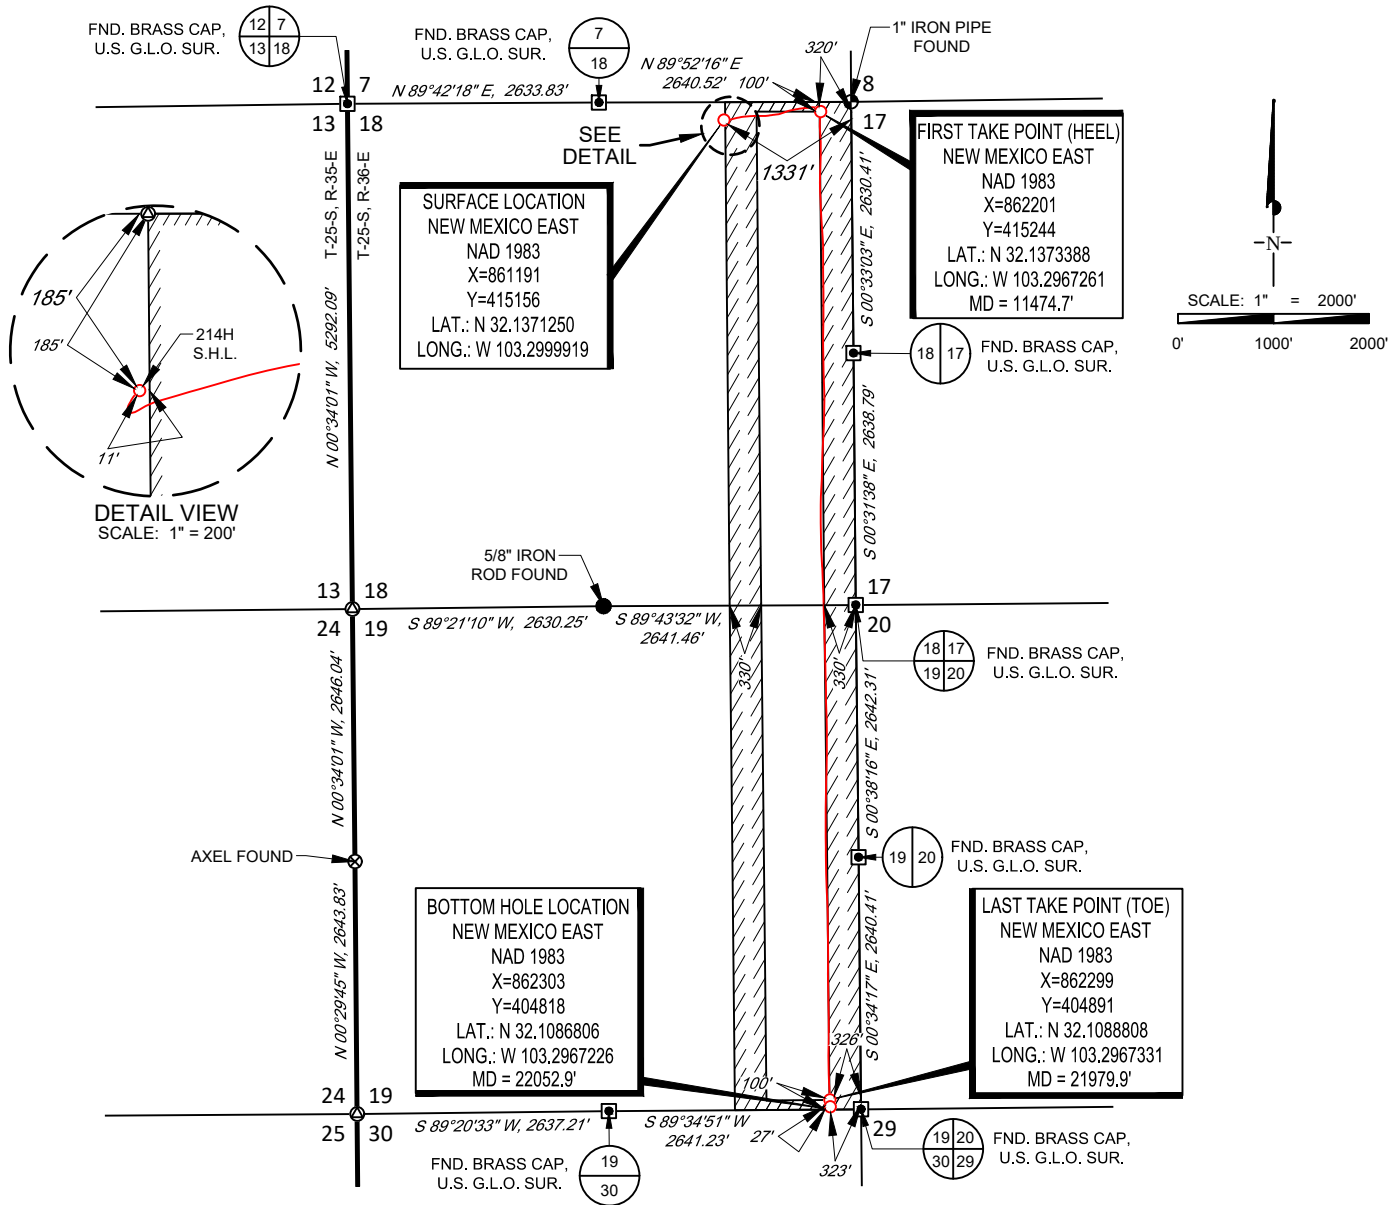 FND. BRASS CAP,
U.S. G.L.O. SUR.
12 7
13 18
FND. BRASS CAP,
U.S. G.L.O. SUR.
7
18
1" IRON PIPE
FOUND
320'
N 89°52'16" E
2640.52'
100'
12 7
N 89°42'18" E, 2633.83'
8
13 18
17
SEE
DETAIL
1331'
T-25-S, R-35-E
T-25-S, R-36-E
SURFACE LOCATION
NEW MEXICO EAST
NAD 1983
X=861191
Y=415156
LAT.: N 32.1371250
LONG.: W 103.2999919
FIRST TAKE POINT (HEEL)
NEW MEXICO EAST
NAD 1983
X=862201
Y=415244
LAT.: N 32.1373388
LONG.: W 103.2967261
MD = 11474.7'
S 00°33'03" E, 2630.41'
-N-
SCALE: 1" = 2000'
0' 1000' 2000'
18 17
FND. BRASS CAP,
U.S. G.L.O. SUR.
185'
185'
214H
S.H.L.
11'
DETAIL VIEW
SCALE: 1" = 200'
N 00°34'01" W, 5292.09'
S 00°31'38" E, 2638.79'
5/8" IRON
ROD FOUND
13 18
24 19
S 89°21'10" W, 2630.25'
S 89°43'32" W,
2641.46'
17
20
330'
330'
18 17
19 20
FND. BRASS CAP,
U.S. G.L.O. SUR.
N 00°34'01" W, 2646.04'
S 00°38'16" E, 2642.31'
AXEL FOUND
19 20
FND. BRASS CAP,
U.S. G.L.O. SUR.
N 00°29'45" W, 2643.83'
BOTTOM HOLE LOCATION
NEW MEXICO EAST
NAD 1983
X=862303
Y=404818
LAT.: N 32.1086806
LONG.: W 103.2967226
MD = 22052.9'
S 00°34'17" E, 2640.41'
LAST TAKE POINT (TOE)
NEW MEXICO EAST
NAD 1983
X=862299
Y=404891
LAT.: N 32.1088808
LONG.: W 103.2967331
MD = 21979.9'
326'
100'
24 19
25 30
S 89°20'33" W, 2637.21'
S 89°34'51" W
2641.23'
27'
323'
29
FND. BRASS CAP,
U.S. G.L.O. SUR.
19
30
19 20
30 29
FND. BRASS CAP,
U.S. G.L.O. SUR.